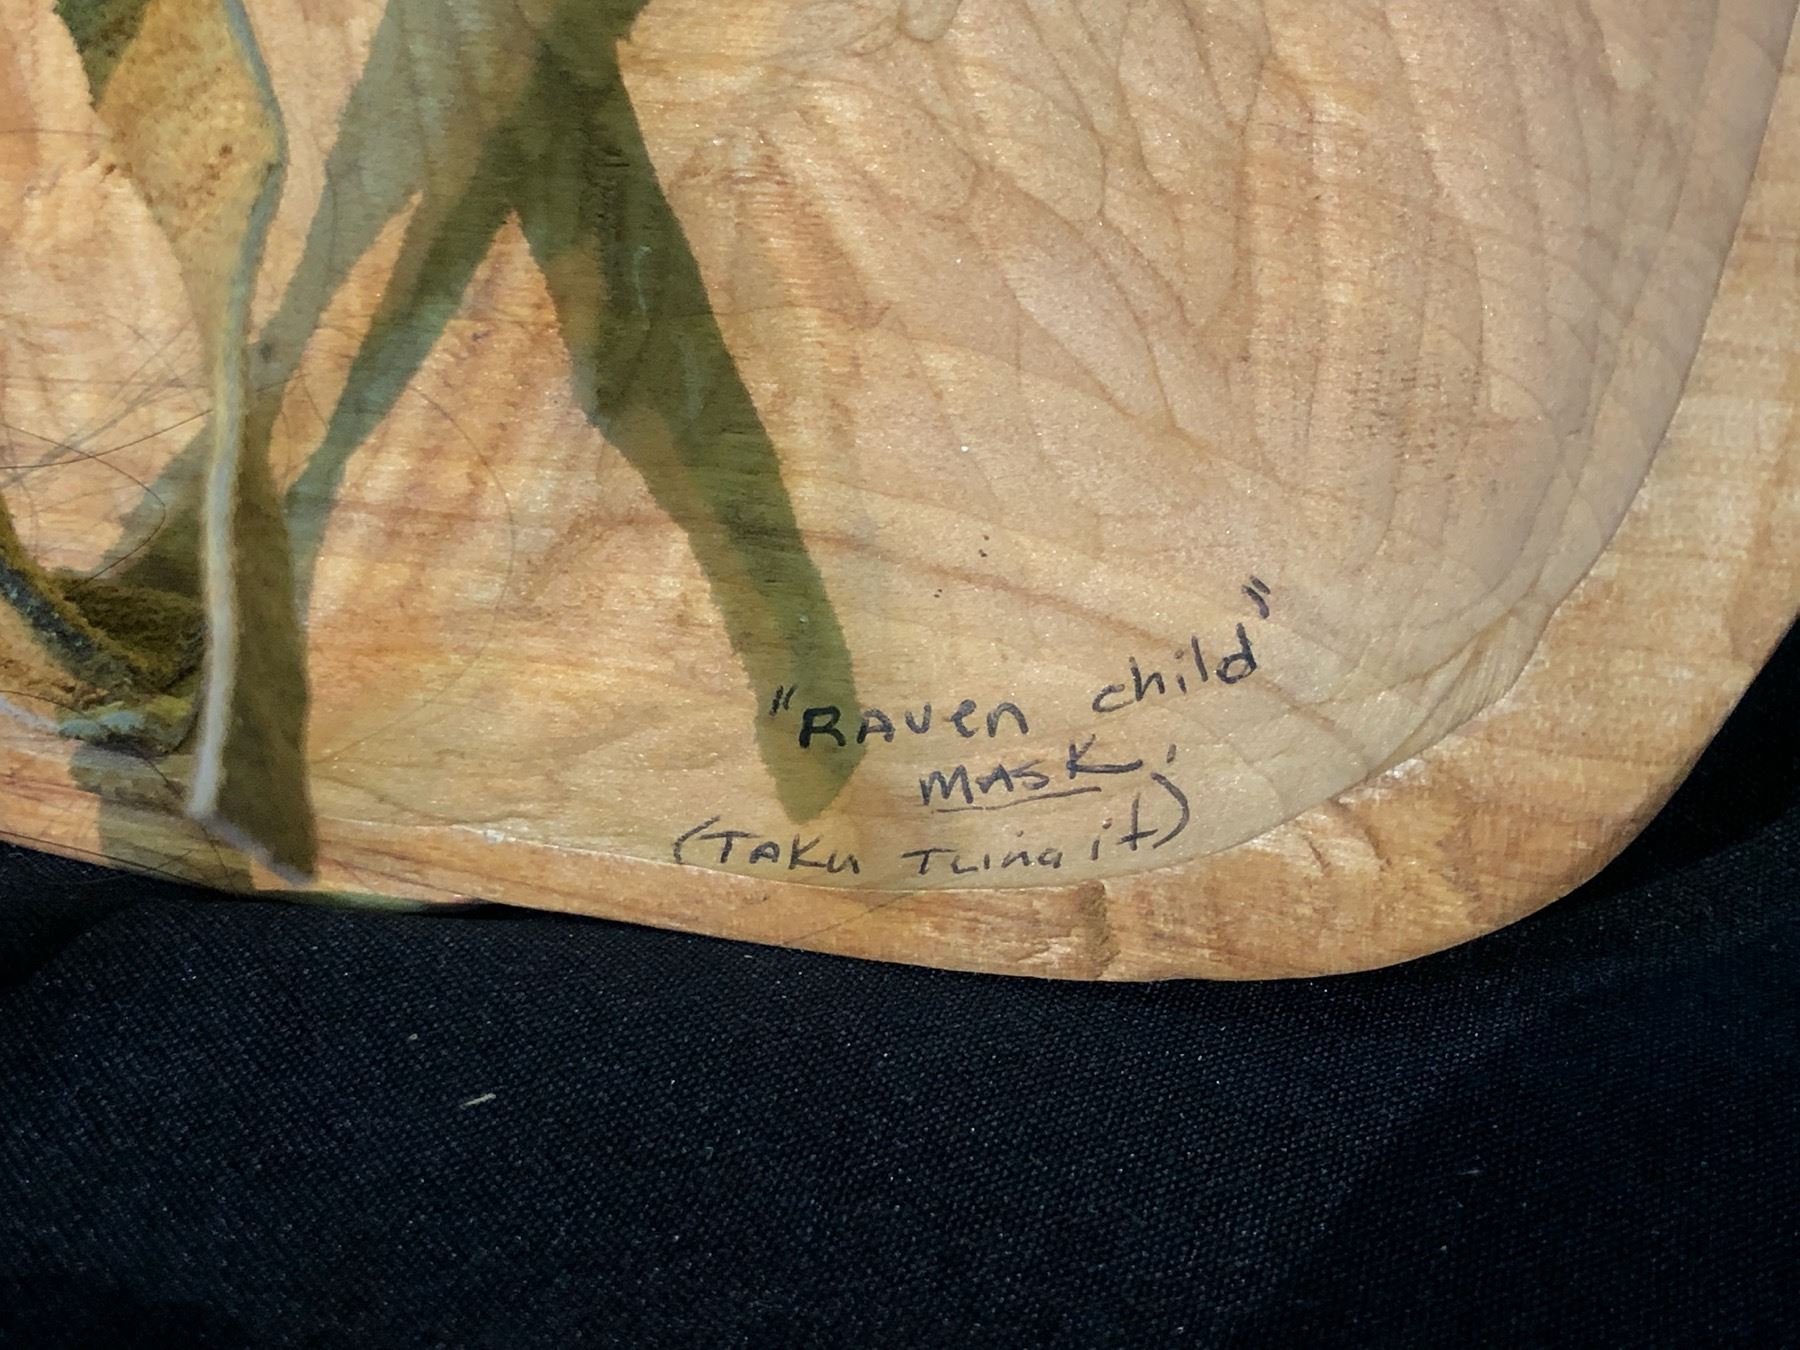 "RAVen child"
MASK,
(TAKU TLingit)